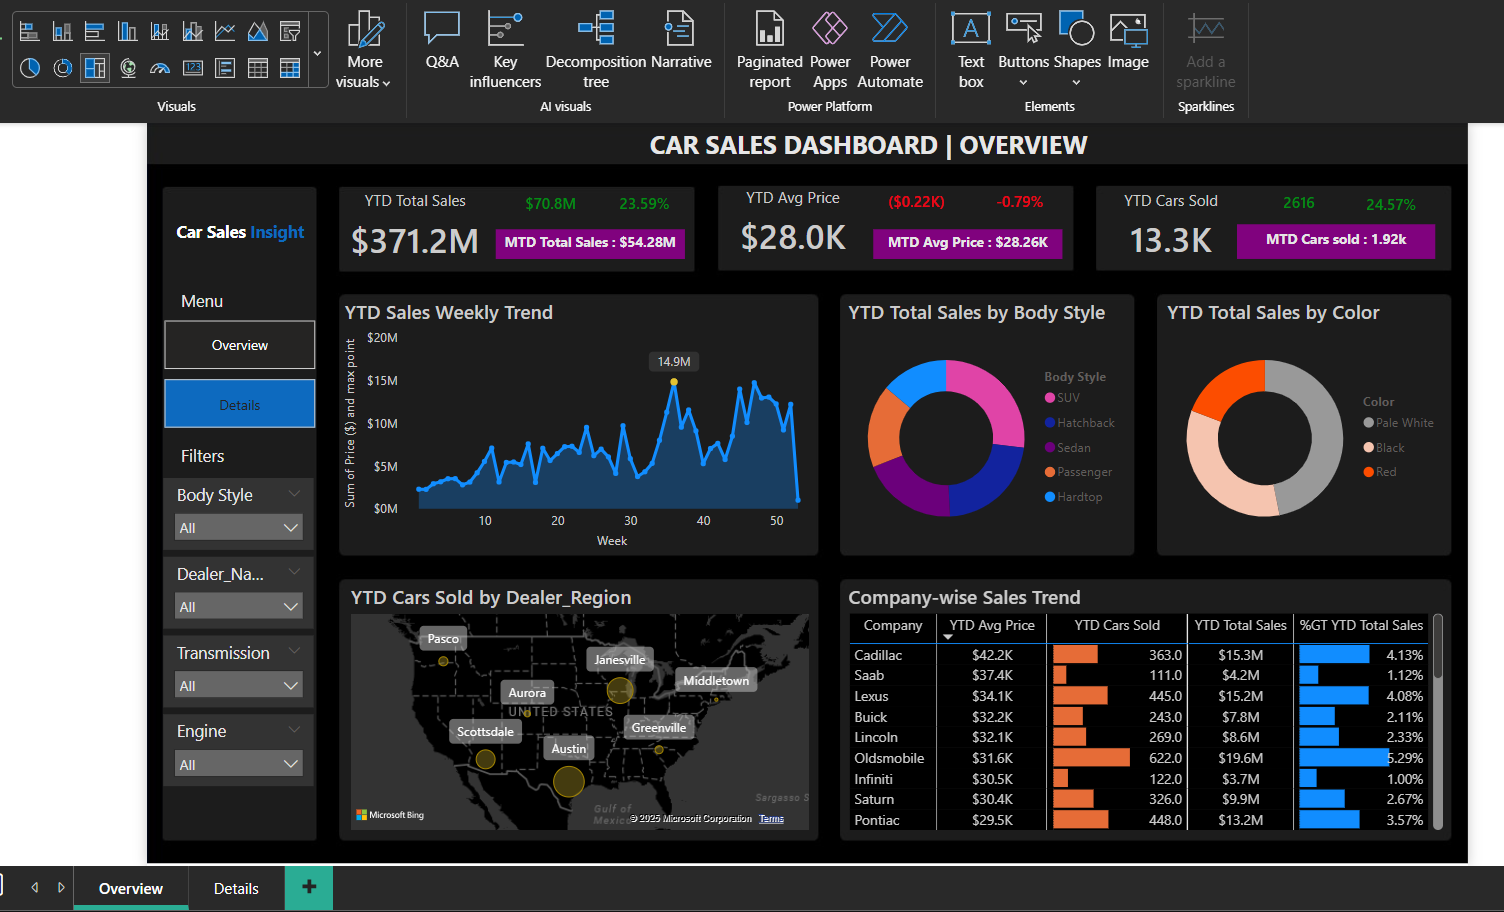 More visuals
Q&A
Key influencers
Decomposition tree
Narrative
Paginated report
Power Apps
Power Automate
Text box
Buttons
Shapes
Image
Add a sparkline
Visuals
AI visuals
Power Platform
Elements
Sparklines
CAR SALES DASHBOARD | OVERVIEW
Car Sales Insight
Menu
Overview
Details
Filters
Body Style
All
Dealer_Na...
All
Transmission
All
Engine
All
YTD Total Sales
$70.8M
23.59%
$371.2M
MTD Total Sales : $54.28M
YTD Avg Price
($0.22K)
-0.79%
$28.0K
MTD Avg Price : $28.26K
YTD Cars Sold
2616
24.57%
13.3K
MTD Cars sold : 1.92k
YTD Sales Weekly Trend
Sum of Price ($) and max point
$20M
$15M
$10M
$5M
$0M
14.9M
10 20 30 40 50
Week
YTD Total Sales by Body Style
Body Style
SUV
Hatchback
Sedan
Passenger
Hardtop
YTD Total Sales by Color
Color
Pale White
Black
Red
YTD Cars Sold by Dealer_Region
Pasco
Janesville
Middletown
Aurora
UNITED STATES
Scottsdale
Greenville
Austin
Sargasso S
Gulf of
Mexico
Microsoft Bing
© 2025 Microsoft Corporation Terms
Company-wise Sales Trend
Company YTD Avg Price YTD Cars Sold YTD Total Sales %GT YTD Total Sales
Cadillac $42.2K 363.0 $15.3M 4.13%
Saab $37.4K 111.0 $4.2M 1.12%
Lexus $34.1K 445.0 $15.2M 4.08%
Buick $32.2K 243.0 $7.8M 2.11%
Lincoln $32.1K 269.0 $8.6M 2.33%
Oldsmobile $31.6K 622.0 $19.6M 5.29%
Infiniti $30.5K 122.0 $3.7M 1.00%
Saturn $30.4K 326.0 $9.9M 2.67%
Pontiac $29.5K 448.0 $13.2M 3.57%
Overview
Details
+